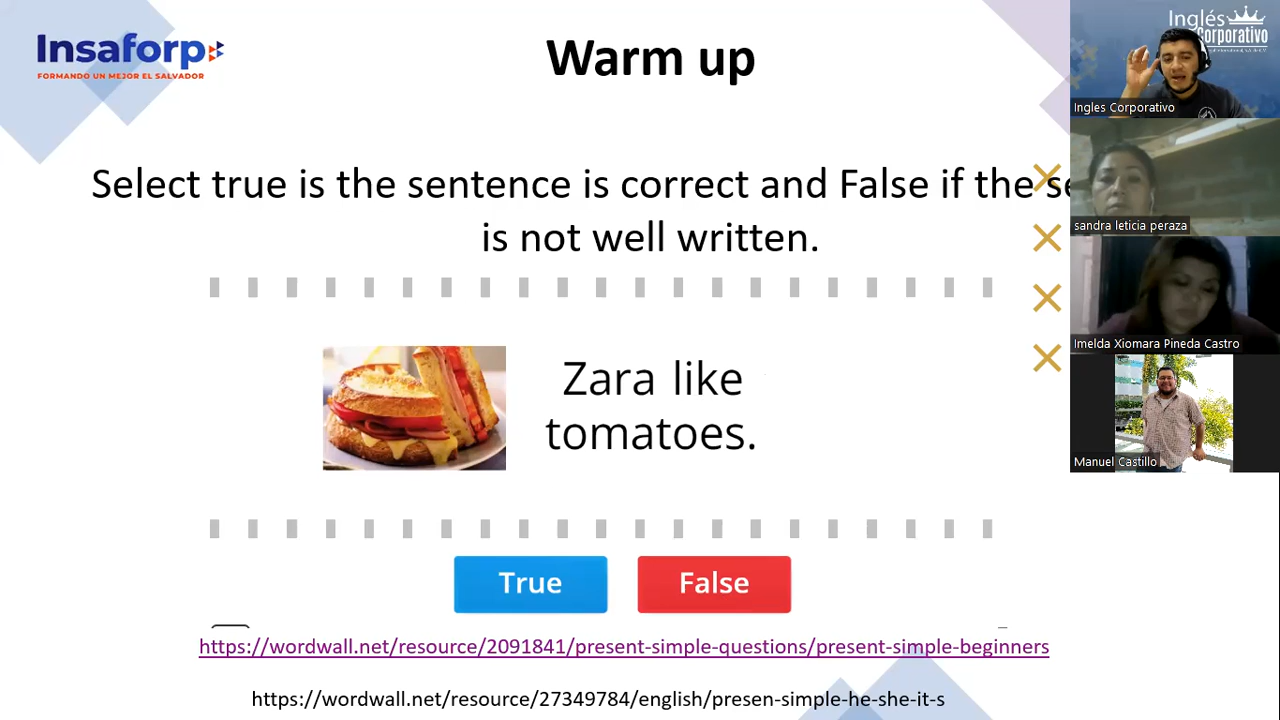 Insaforp
FORMANDO UN MEJOR EL SALVADOR
Warm up
Select true is the sentence is correct and False if the se
is not well written.
Zara like
tomatoes.
True
False
https://wordwall.net/resource/2091841/present-simple-questions/present-simple-beginners
https://wordwall.net/resource/27349784/english/presen-simple-he-she-it-s
Inglés
Corporativo
Ingles Corporativo
sandra leticia peraza
Imelda Xiomara Pineda Castro
Manuel Castillo